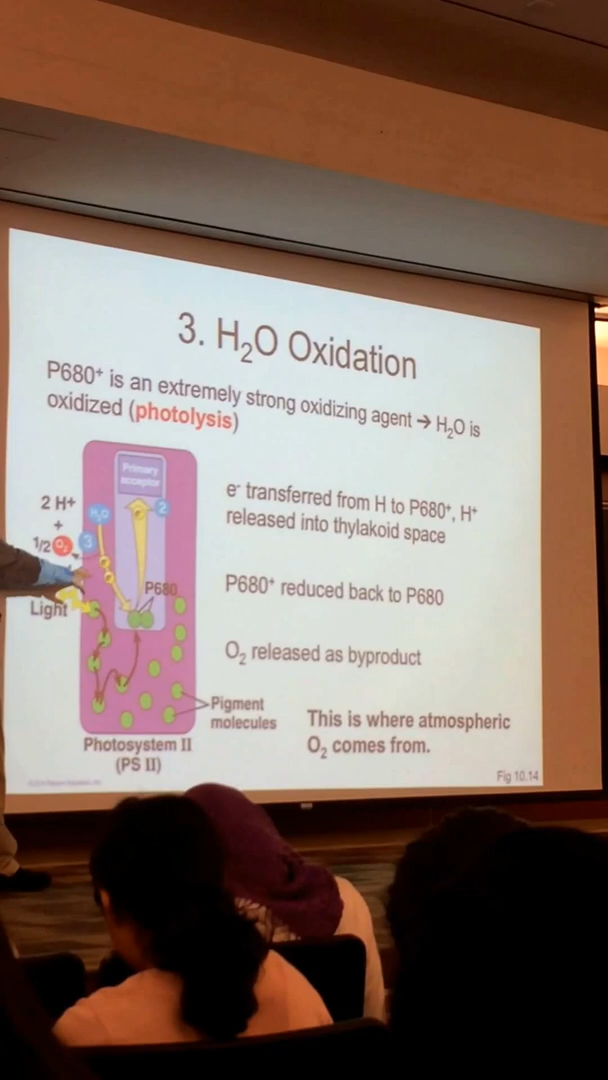 3. H₂O Oxidation
P680⁺ is an extremely strong oxidizing agent → H₂O is
oxidized (photolysis)
Primary
acceptor
2 H⁺
+
1/2 O₂
H₂O
e⁻
2
3
Light
P680
e⁻ transferred from H to P680⁺, H⁺
released into thylakoid space
P680⁺ reduced back to P680
O₂ released as byproduct
Pigment
molecules
This is where atmospheric
O₂ comes from.
Photosystem II
(PS II)
Fig 10.14